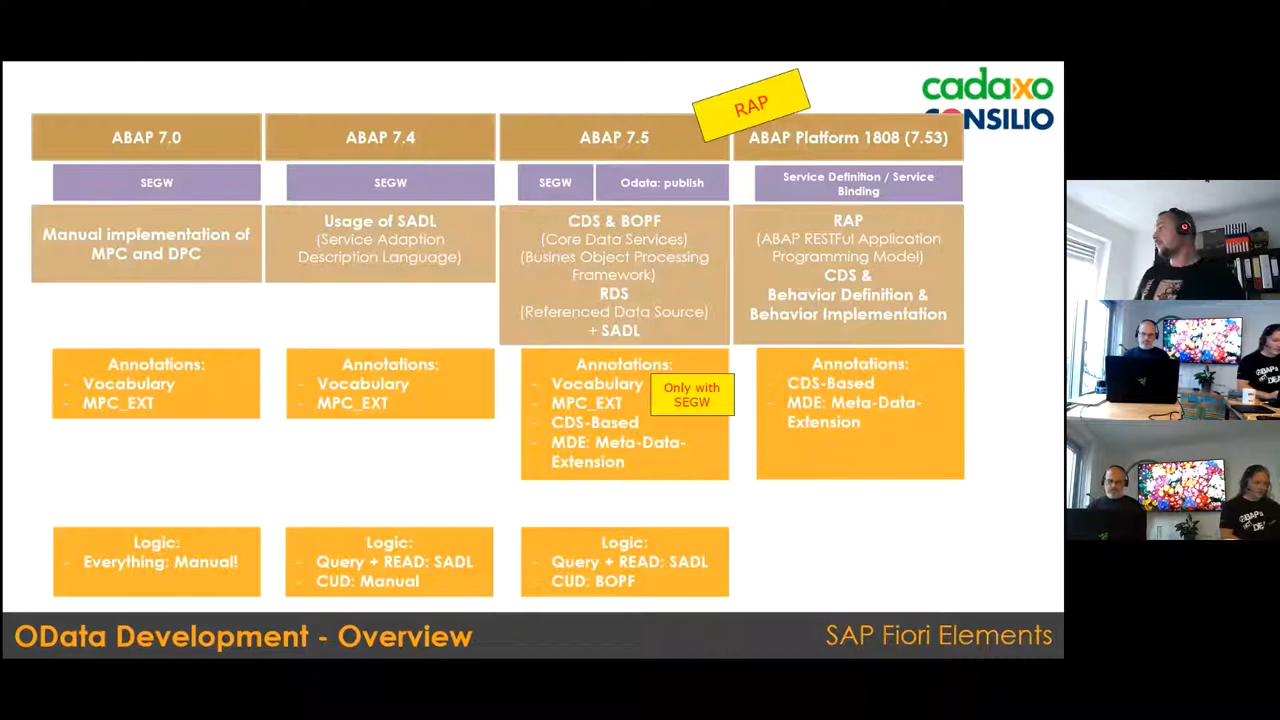 cadaxo
CONSILIO
RAP
ABAP 7.0
ABAP 7.4
ABAP 7.5
ABAP Platform 1808 (7.53)
SEGW
SEGW
SEGW
Odata: publish
Service Definition / Service
Binding
Manual implementation of
MPC and DPC
Usage of SADL
(Service Adaption
Description Language)
CDS & BOPF
(Core Data Services)
(Busines Object Processing
Framework)
RDS
(Referenced Data Source)
+ SADL
RAP
(ABAP RESTFul Application
Programming Model)
CDS &
Behavior Definition &
Behavior Implementation
Annotations:
- Vocabulary
- MPC_EXT
Annotations:
- Vocabulary
- MPC_EXT
Annotations:
- Vocabulary
- MPC_EXT
- CDS-Based
- MDE: Meta-Data-
Extension
Only with
SEGW
Annotations:
- CDS-Based
- MDE: Meta-Data-
Extension
Logic:
- Everything: Manual!
Logic:
- Query + READ: SADL
- CUD: Manual
Logic:
- Query + READ: SADL
- CUD: BOPF
OData Development - Overview
SAP Fiori Elements